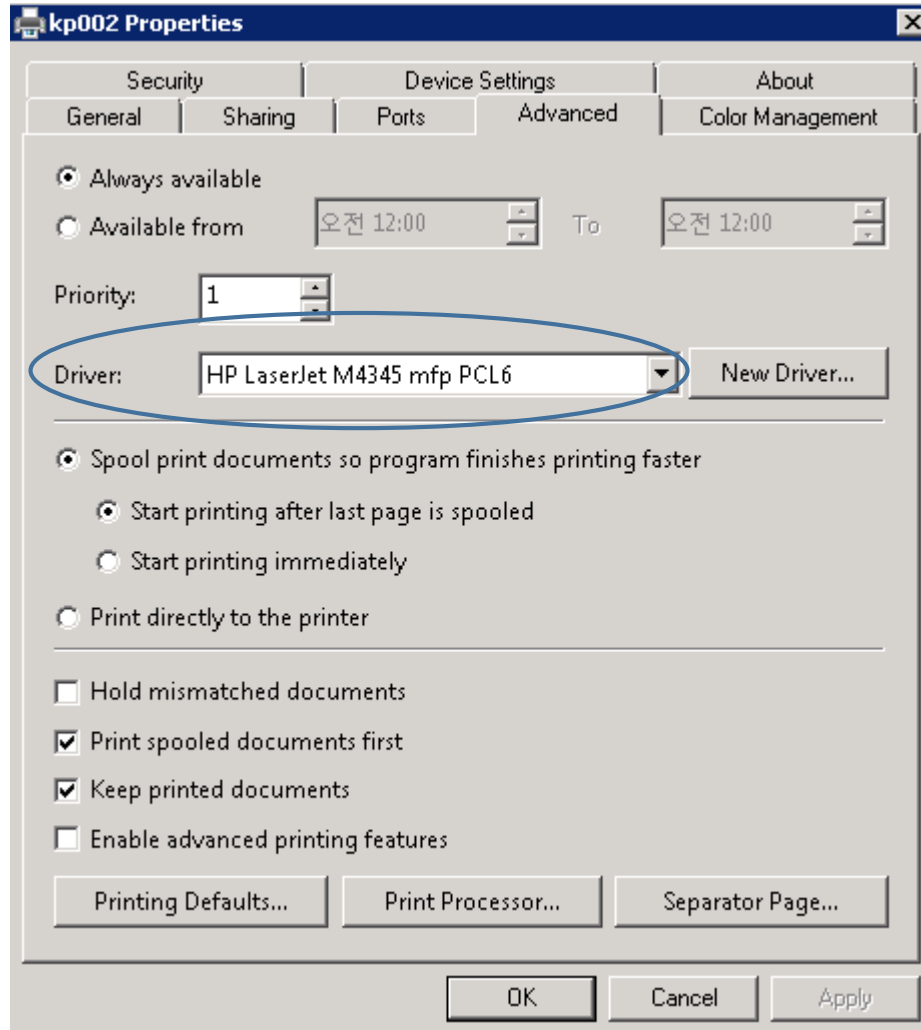 kp002 Properties
Security Device Settings About
General Sharing Ports Advanced Color Management
Always available
Available from 오전 12:00 To 오전 12:00
Priority: 1
Driver: HP LaserJet M4345 mfp PCL6 New Driver...
Spool print documents so program finishes printing faster
Start printing after last page is spooled
Start printing immediately
Print directly to the printer
Hold mismatched documents
Print spooled documents first
Keep printed documents
Enable advanced printing features
Printing Defaults... Print Processor... Separator Page...
OK Cancel Apply